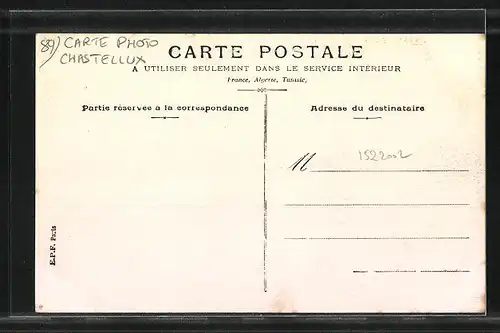 89) CARTE PHOTO
CHASTELLUX
CARTE POSTALE
A UTILISER SEULEMENT DANS LE SERVICE INTÉRIEUR
France, Algérie, Tunisie,
Partie réservée à la correspondance
Adresse du destinataire
M
1522002
E.P.F. Paris